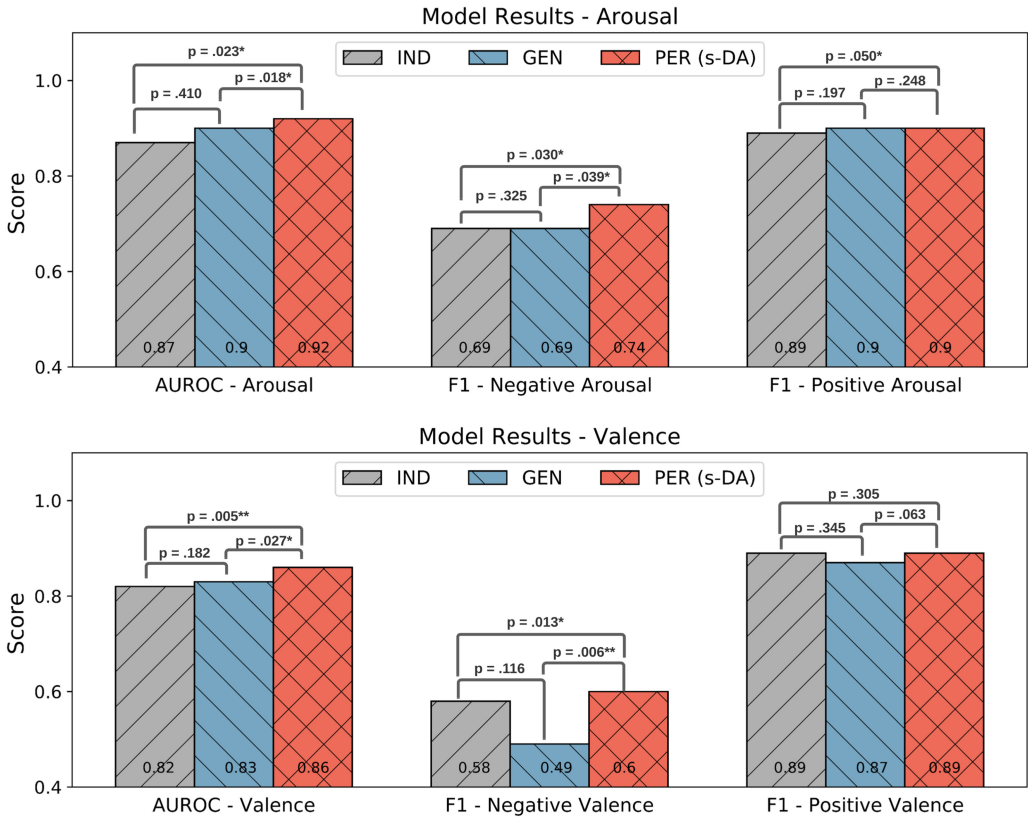 Model Results - Arousal
IND GEN PER (s-DA)
Score
1.0
0.8
0.6
0.4
p = .023*
p = .018*
p = .410
p = .030*
p = .039*
p = .325
p = .050*
p = .248
p = .197
0.87 0.9 0.92
0.69 0.69 0.74
0.89 0.9 0.9
AUROC - Arousal F1 - Negative Arousal F1 - Positive Arousal
Model Results - Valence
IND GEN PER (s-DA)
Score
1.0
0.8
0.6
0.4
p = .005**
p = .027*
p = .182
p = .013*
p = .006**
p = .116
p = .305
p = .063
p = .345
0.82 0.83 0.86
0.58 0.49 0.6
0.89 0.87 0.89
AUROC - Valence F1 - Negative Valence F1 - Positive Valence